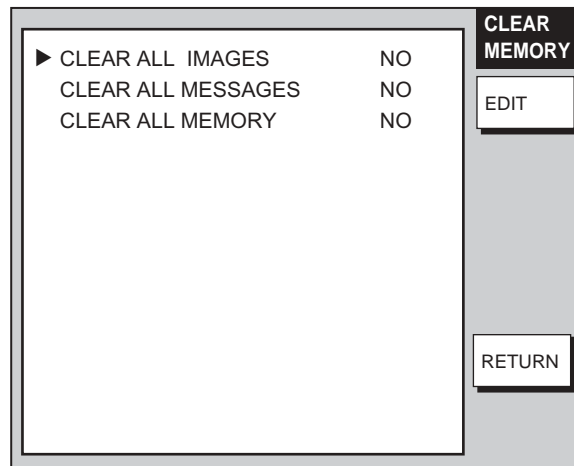 CLEAR
MEMORY
▶ CLEAR ALL IMAGES NO
CLEAR ALL MESSAGES NO
CLEAR ALL MEMORY NO
EDIT
RETURN